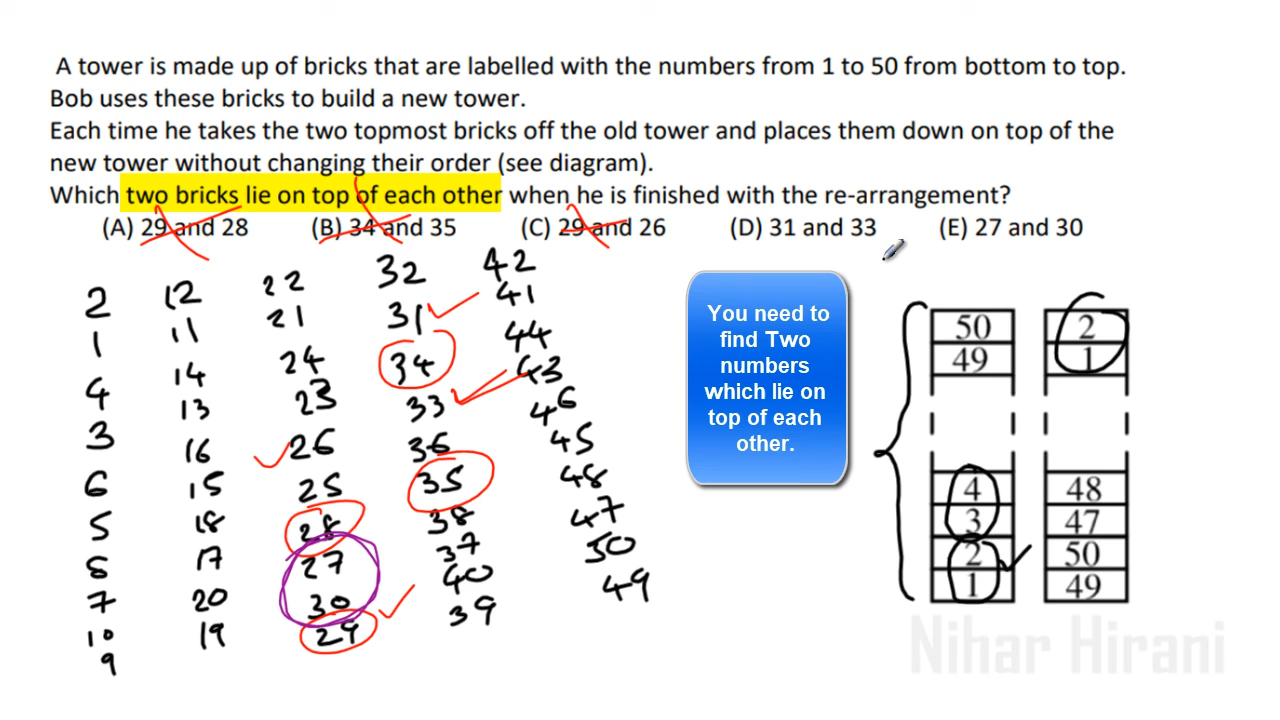 A tower is made up of bricks that are labelled with the numbers from 1 to 50 from bottom to top.
Bob uses these bricks to build a new tower.
Each time he takes the two topmost bricks off the old tower and places them down on top of the
new tower without changing their order (see diagram).
Which two bricks lie on top of each other when he is finished with the re-arrangement?
(A) 29 and 28 (B) 34 and 35 (C) 29 and 26 (D) 31 and 33 (E) 27 and 30
2 12 22 32 42
1 11 21 31 41
4 14 24 34 44
3 13 23 33 43
6 16 26 36 46
5 15 25 35 45
8 18 28 38 48
7 17 27 37 47
10 20 30 40 50
9 19 29 39 49
You need to
find Two
numbers
which lie on
top of each
other.
50 2
49 1
4 48
3 47
2 50
1 49
Nihar Hirani